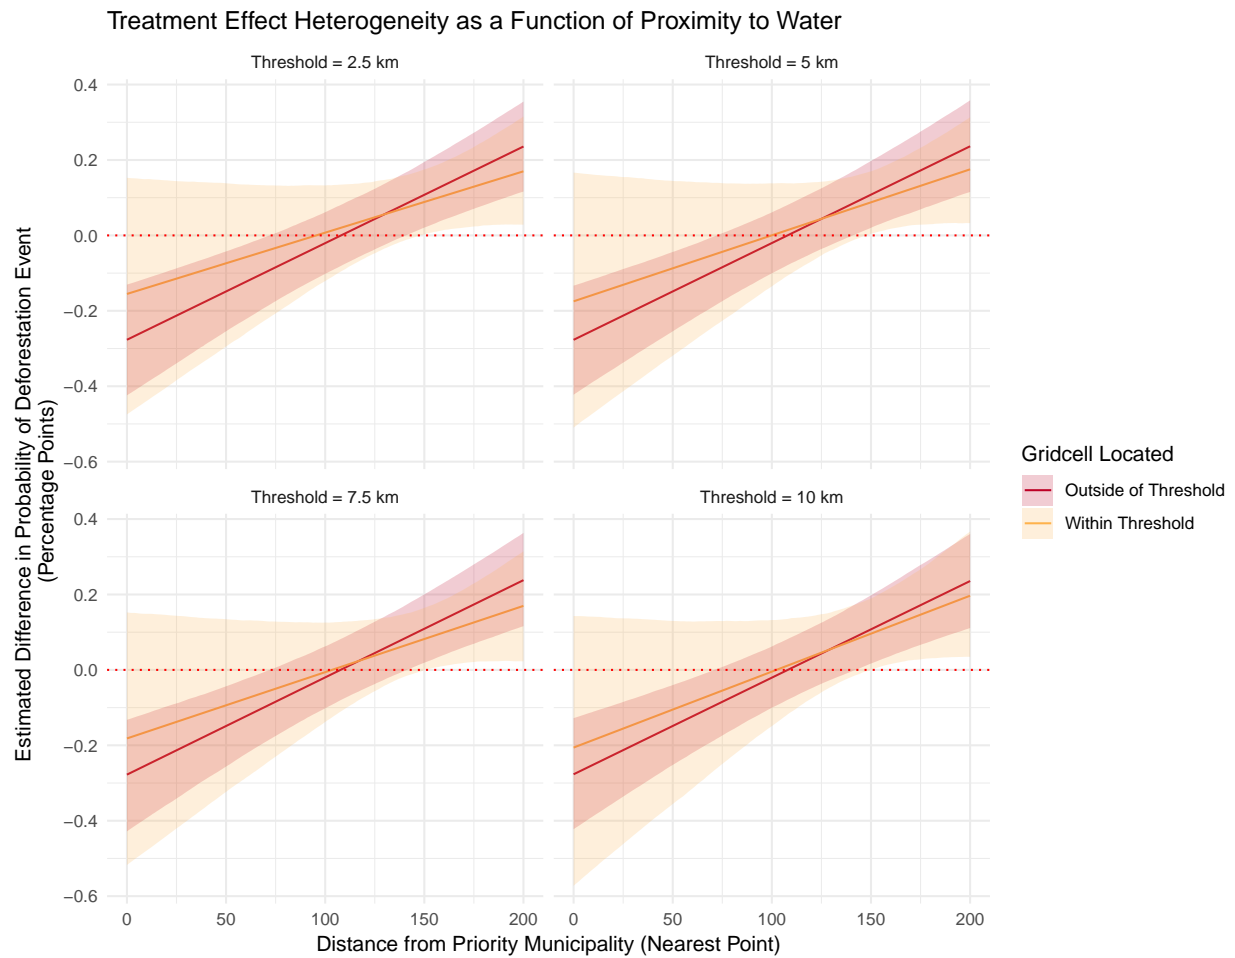 Treatment Effect Heterogeneity as a Function of Proximity to Water
Threshold = 2.5 km
Threshold = 5 km
0.4
0.2
0.0
−0.2
−0.4
−0.6
Threshold = 7.5 km
Threshold = 10 km
0.4
0.2
0.0
−0.2
−0.4
−0.6
0 50 100 150 200
0 50 100 150 200
Distance from Priority Municipality (Nearest Point)
Estimated Difference in Probability of Deforestation Event
(Percentage Points)
Gridcell Located
Outside of Threshold
Within Threshold